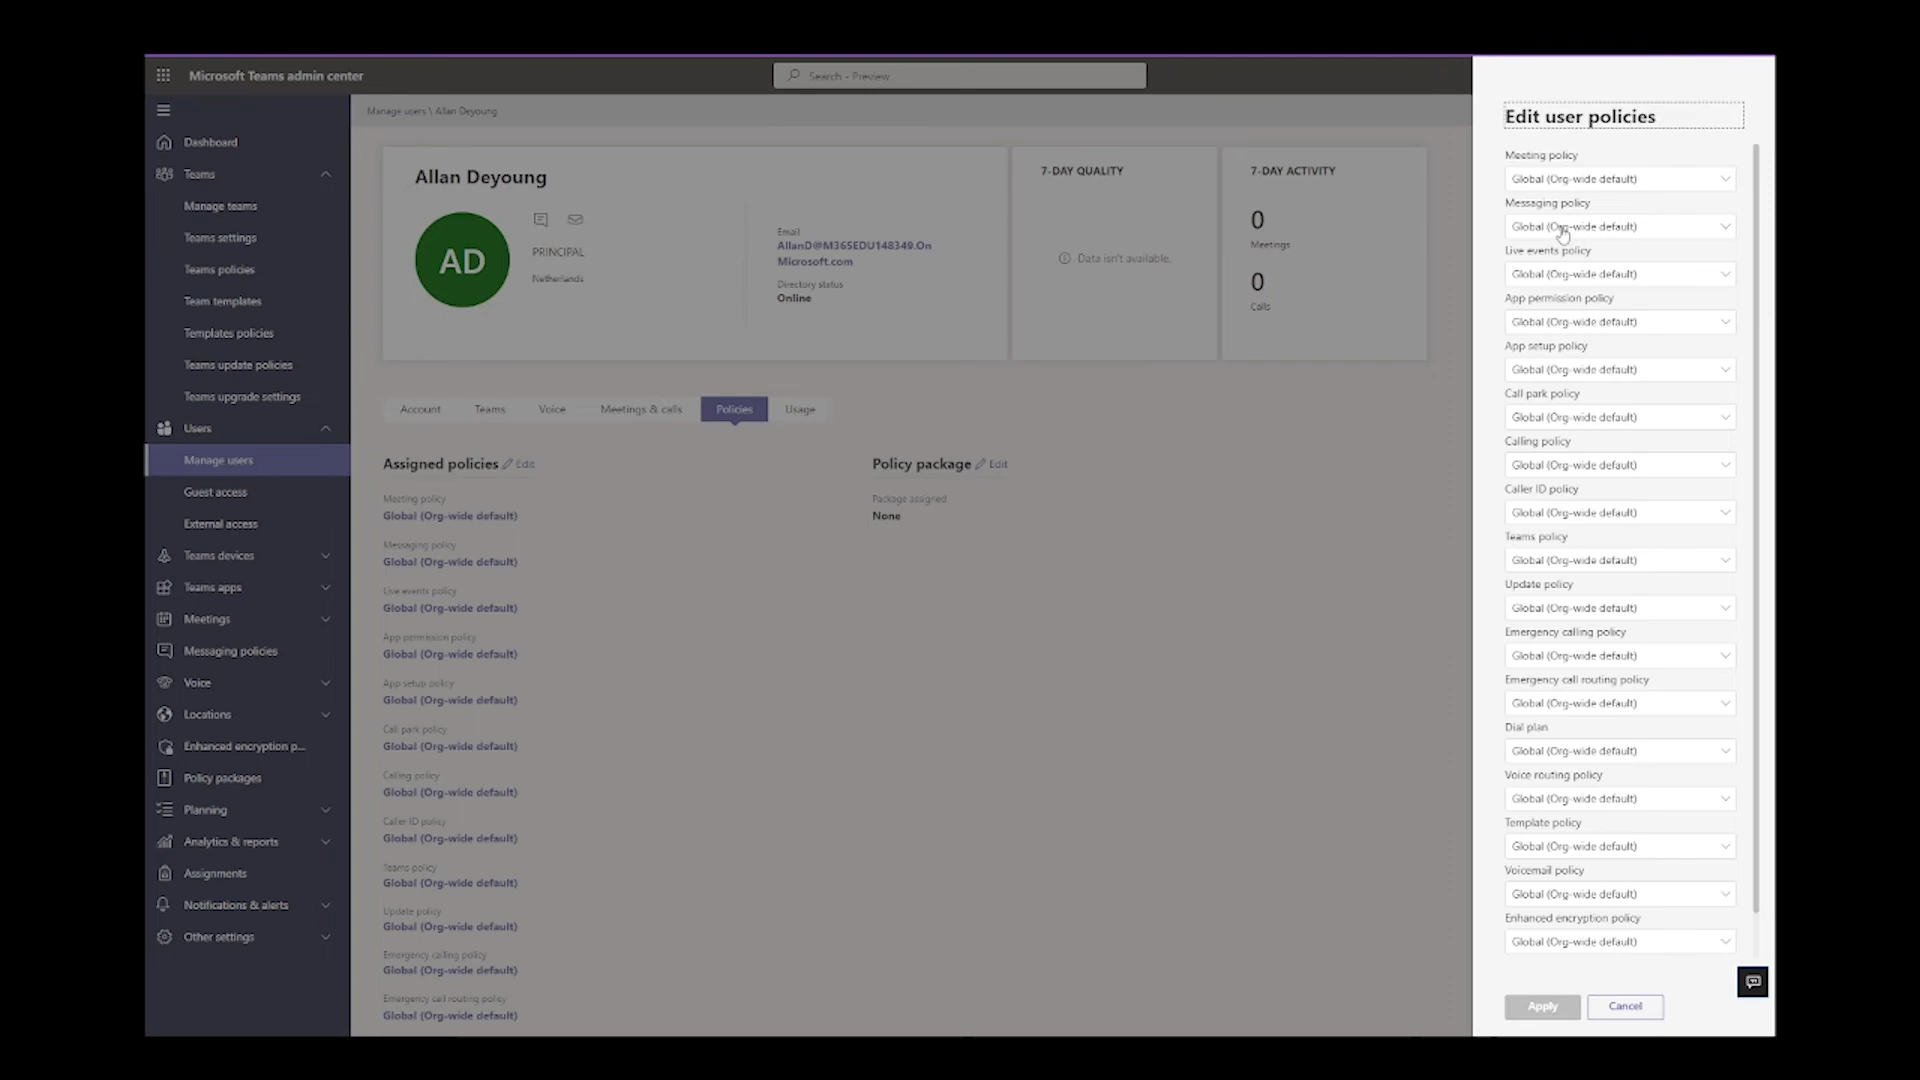 Microsoft Teams admin center
Search - Preview
Dashboard
Teams
Manage teams
Teams settings
Teams policies
Team templates
Templates policies
Teams update policies
Teams upgrade settings
Users
Manage users
Guest access
External access
Teams devices
Teams apps
Meetings
Messaging policies
Voice
Locations
Enhanced encryption p...
Policy packages
Planning
Analytics & reports
Assignments
Notifications & alerts
Other settings
Manage users \ Allan Deyoung
Allan Deyoung
AD
PRINCIPAL
Netherlands
Email
AllanD@M365EDU148349.On
Microsoft.com
Directory status
Online
7-DAY QUALITY
Data isn't available.
7-DAY ACTIVITY
0
Meetings
0
Calls
Account
Teams
Voice
Meetings & calls
Policies
Usage
Assigned policies
Edit
Meeting policy
Global (Org-wide default)
Messaging policy
Global (Org-wide default)
Live events policy
Global (Org-wide default)
App permission policy
Global (Org-wide default)
App setup policy
Global (Org-wide default)
Call park policy
Global (Org-wide default)
Calling policy
Global (Org-wide default)
Caller ID policy
Global (Org-wide default)
Teams policy
Global (Org-wide default)
Update policy
Global (Org-wide default)
Emergency calling policy
Global (Org-wide default)
Emergency call routing policy
Global (Org-wide default)
Policy package
Edit
Package assigned
None
Edit user policies
Meeting policy
Global (Org-wide default)
Messaging policy
Global (Org-wide default)
Live events policy
Global (Org-wide default)
App permission policy
Global (Org-wide default)
App setup policy
Global (Org-wide default)
Call park policy
Global (Org-wide default)
Calling policy
Global (Org-wide default)
Caller ID policy
Global (Org-wide default)
Teams policy
Global (Org-wide default)
Update policy
Global (Org-wide default)
Emergency calling policy
Global (Org-wide default)
Emergency call routing policy
Global (Org-wide default)
Dial plan
Global (Org-wide default)
Voice routing policy
Global (Org-wide default)
Template policy
Global (Org-wide default)
Voicemail policy
Global (Org-wide default)
Enhanced encryption policy
Global (Org-wide default)
Apply
Cancel